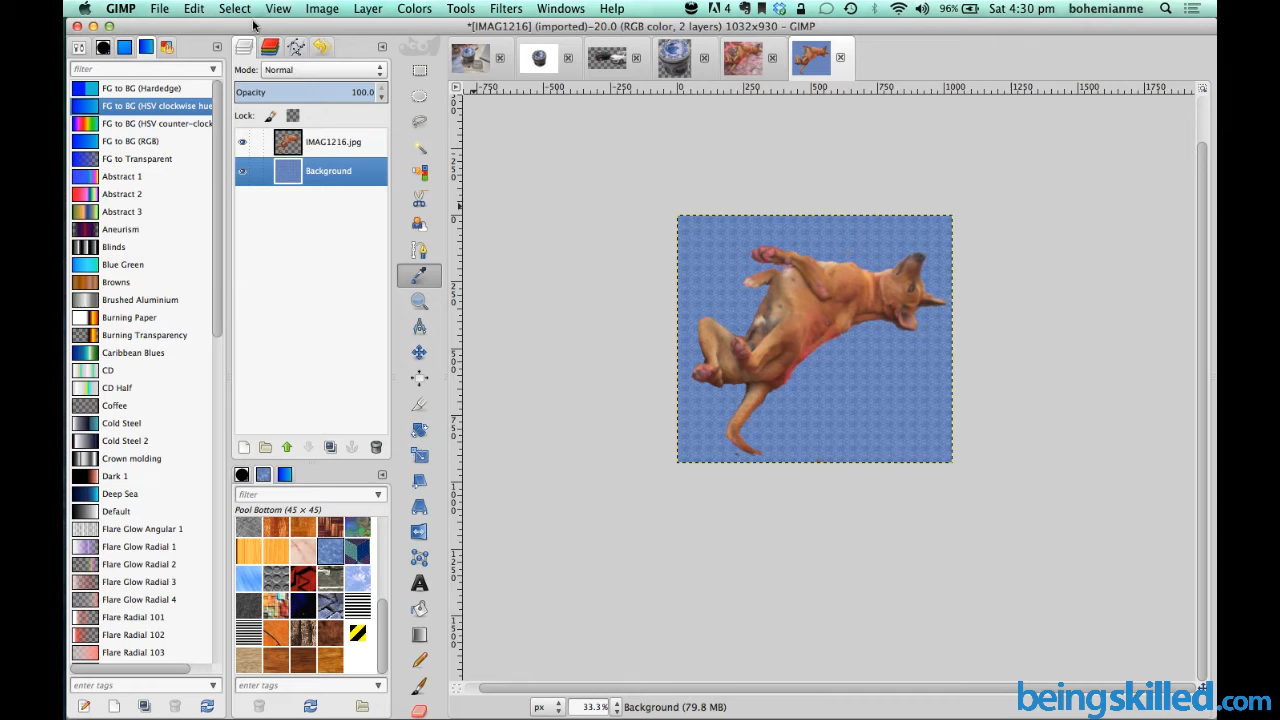 GIMP File Edit Select View Image Layer Colors Tools Filters Windows Help 4 96% Sat 4:30 pm bohemianme
*[IMAG1216] (imported)-20.0 (RGB color, 2 layers) 1032x930 – GIMP
filter
FG to BG (Hardedge)
FG to BG (HSV clockwise hue
FG to BG (HSV counter-clock
FG to BG (RGB)
FG to Transparent
Abstract 1
Abstract 2
Abstract 3
Aneurism
Blinds
Blue Green
Browns
Brushed Aluminium
Burning Paper
Burning Transparency
Caribbean Blues
CD
CD Half
Coffee
Cold Steel
Cold Steel 2
Crown molding
Dark 1
Deep Sea
Default
Flare Glow Angular 1
Flare Glow Radial 1
Flare Glow Radial 2
Flare Glow Radial 3
Flare Glow Radial 4
Flare Radial 101
Flare Radial 102
Flare Radial 103
enter tags
Mode: Normal
Opacity 100.0
Lock:
IMAG1216.jpg
Background
filter
Pool Bottom (45 × 45)
enter tags
-750 -500 -250 0 250 500 750 1000 1250 1500 1750
px 33.3% Background (79.8 MB)
beingskilled.com